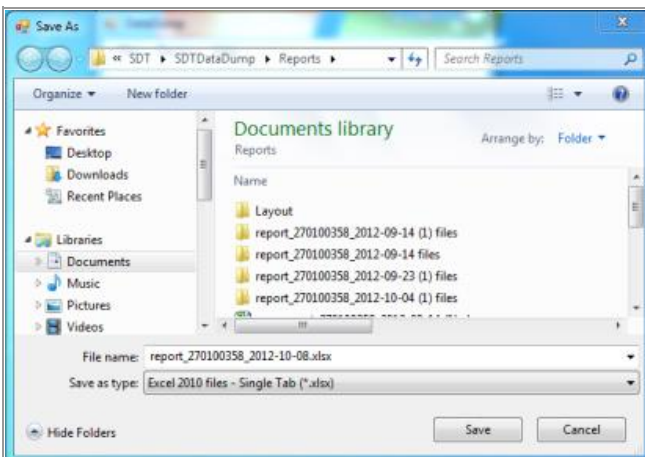 Save As
« SDT ▸ SDTDataDump ▸ Reports ▸
Search Reports
Organize ▾ New folder
Favorites
Desktop
Downloads
Recent Places
Libraries
Documents
Music
Pictures
Videos
Documents library
Reports
Arrange by: Folder ▾
Name
Layout
report_270100358_2012-09-14 (1) files
report_270100358_2012-09-14 files
report_270100358_2012-09-23 (1) files
report_270100358_2012-10-04 (1) files
File name: report_270100358_2012-10-08.xlsx
Save as type: Excel 2010 files - Single Tab (*.xlsx)
Hide Folders
Save
Cancel